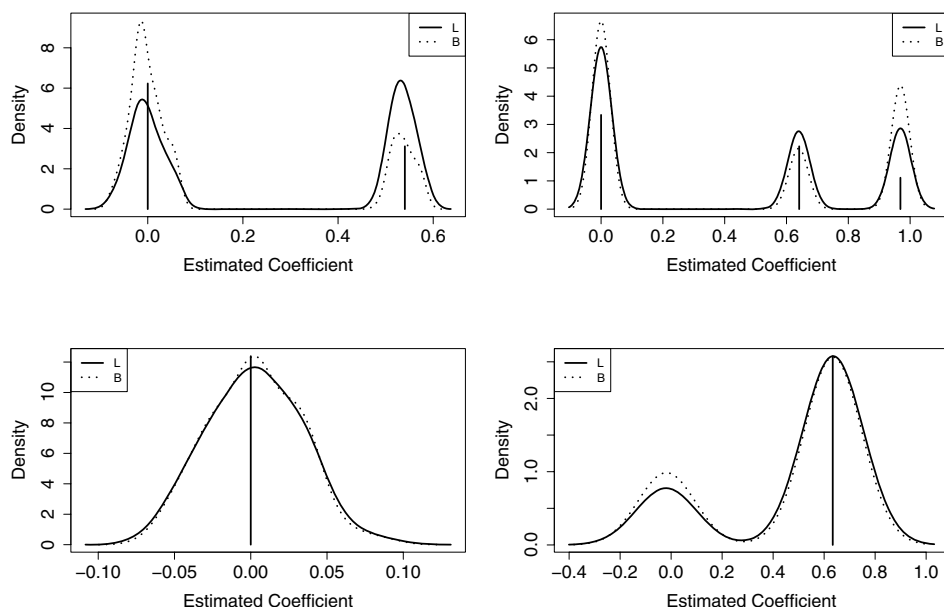 L
B
Density
0 2 4 6 8
0.0 0.2 0.4 0.6
Estimated Coefficient
L
B
Density
0 1 2 3 4 5 6
0.0 0.2 0.4 0.6 0.8 1.0
Estimated Coefficient
L
B
Density
0 2 4 6 8 10
−0.10 −0.05 0.00 0.05 0.10
Estimated Coefficient
L
B
Density
0.0 1.0 2.0
−0.4 −0.2 0.0 0.2 0.4 0.6 0.8 1.0
Estimated Coefficient